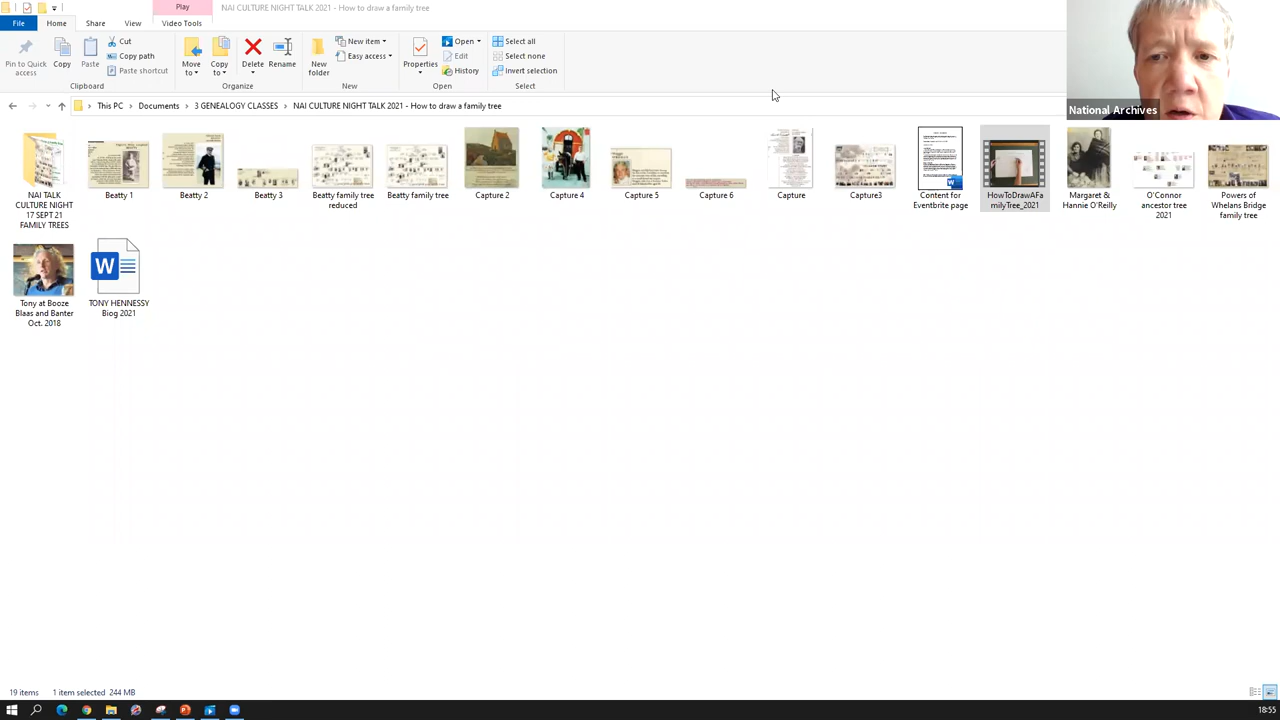 Play
NAI CULTURE NIGHT TALK 2021 - How to draw a family tree
File
Home
Share
View
Video Tools
Pin to Quick
access
Copy
Paste
Cut
Copy path
Paste shortcut
Clipboard
Move
to
Copy
to
Delete
Rename
Organize
New
folder
New item
Easy access
New
Properties
Open
Edit
History
Open
Select all
Select none
Invert selection
Select
National Archives
This PC
Documents
3 GENEALOGY CLASSES
NAI CULTURE NIGHT TALK 2021 - How to draw a family tree
NAI TALK
CULTURE NIGHT
17 SEPT 21
FAMILY TREES
Beatty 1
Beatty 2
Beatty 3
Beatty family tree
reduced
Beatty family tree
Capture 2
Capture 4
Capture 5
Capture 6
Capture
Capture3
Content for
Eventbrite page
HowToDrawAFa
milyTree_2021
Margaret &
Hannie O'Reilly
O'Connor
ancestor tree
2021
Powers of
Whelans Bridge
family tree
W
Tony at Booze
Blaas and Banter
Oct. 2018
TONY HENNESSY
Biog 2021
19 items
1 item selected 244 MB
18:55